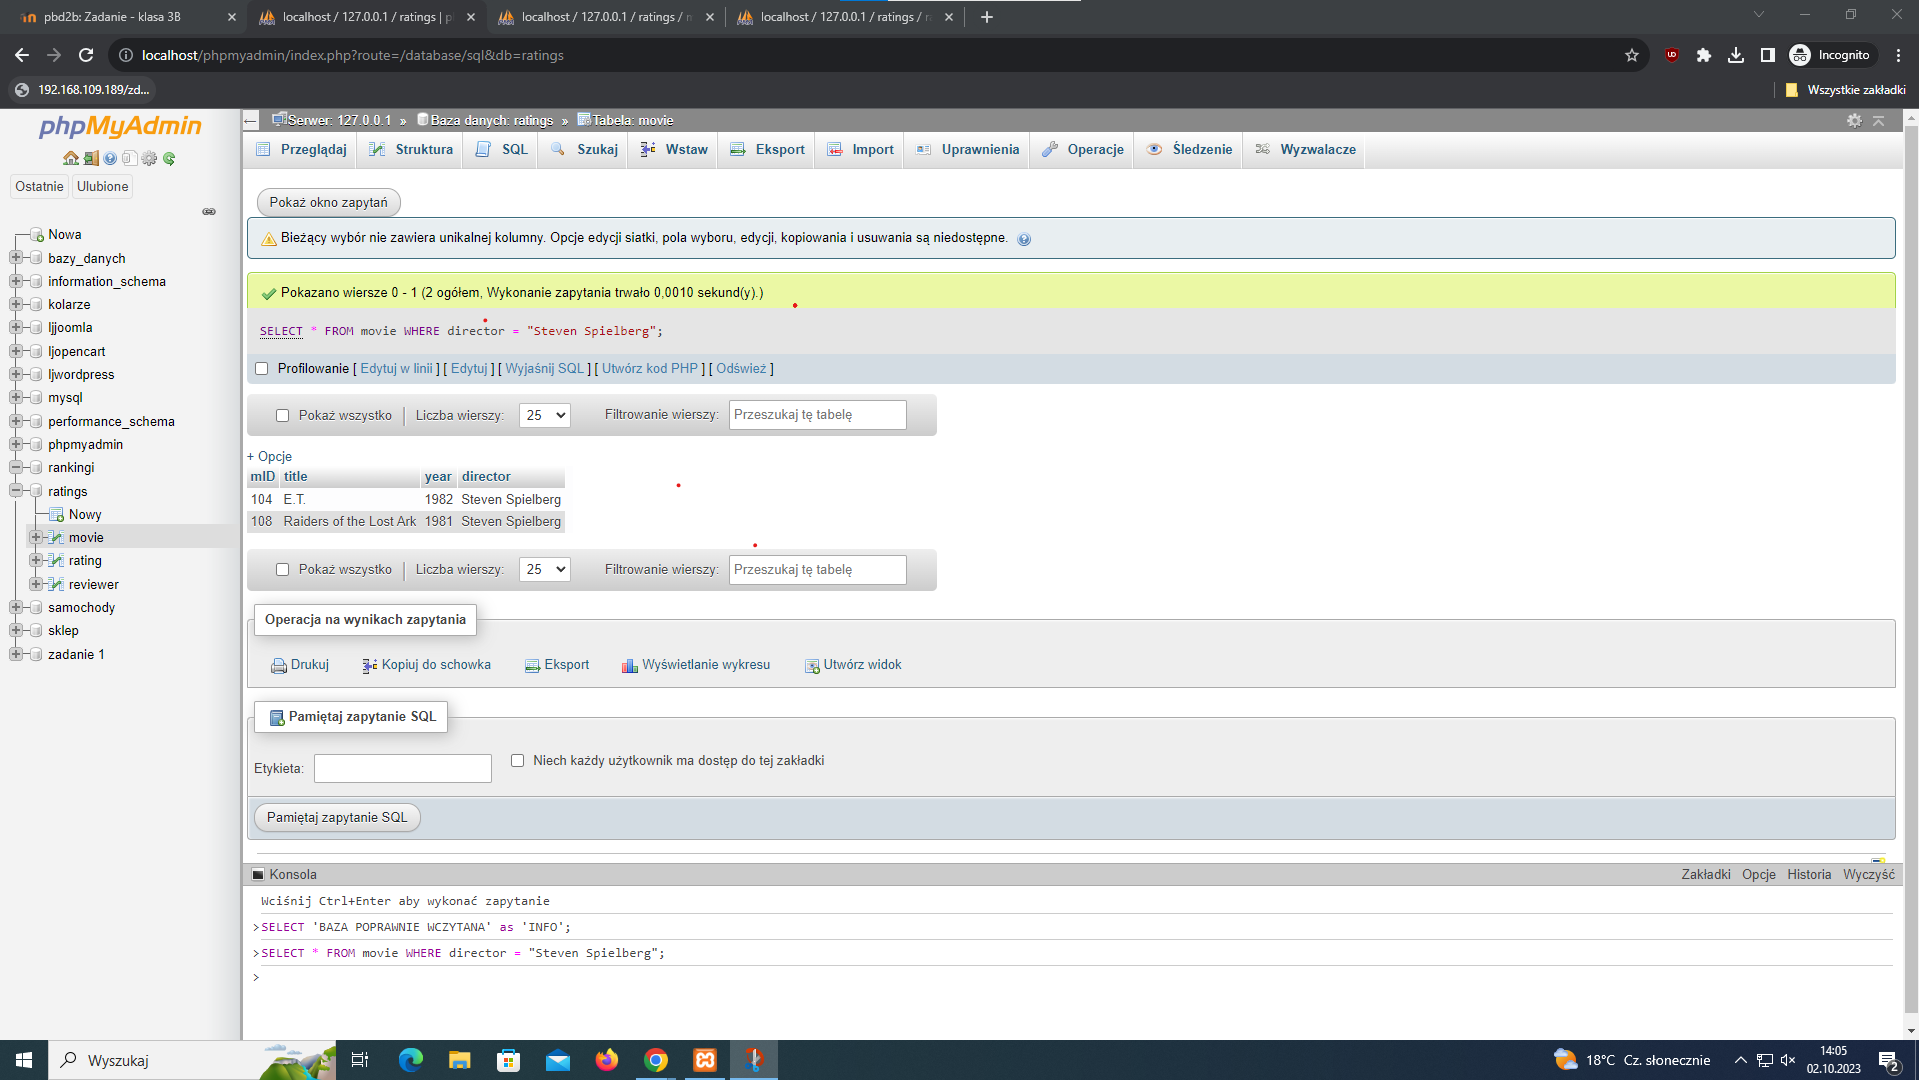 pbd2b: Zadanie - klasa 3B
localhost / 127.0.0.1 / ratings | p
localhost / 127.0.0.1 / ratings /
localhost / 127.0.0.1 / ratings /
localhost/phpmyadmin/index.php?route=/database/sql&db=ratings
Incognito
192.168.109.189/zd...
Wszystkie zakładki
phpMyAdmin
Ostatnie
Ulubione
Nowa
bazy_danych
information_schema
kolarze
ljjoomla
ljopencart
ljwordpress
mysql
performance_schema
phpmyadmin
rankingi
ratings
Nowy
movie
rating
reviewer
samochody
sklep
zadanie 1
Serwer: 127.0.0.1 » Baza danych: ratings » Tabela: movie
Przeglądaj Struktura SQL Szukaj Wstaw Eksport Import Uprawnienia Operacje Śledzenie Wyzwalacze
Pokaż okno zapytań
Bieżący wybór nie zawiera unikalnej kolumny. Opcje edycji siatki, pola wyboru, edycji, kopiowania i usuwania są niedostępne.
Pokazano wiersze 0 - 1 (2 ogółem, Wykonanie zapytania trwało 0,0010 sekund(y).)
SELECT * FROM movie WHERE director = "Steven Spielberg";
Profilowanie [ Edytuj w linii ] [ Edytuj ] [ Wyjaśnij SQL ] [ Utwórz kod PHP ] [ Odśwież ]
Pokaż wszystko Liczba wierszy: 25 Filtrowanie wierszy: Przeszukaj tę tabelę
+ Opcje
mID title year director
104 E.T. 1982 Steven Spielberg
108 Raiders of the Lost Ark 1981 Steven Spielberg
Pokaż wszystko Liczba wierszy: 25 Filtrowanie wierszy: Przeszukaj tę tabelę
Operacja na wynikach zapytania
Drukuj Kopiuj do schowka Eksport Wyświetlanie wykresu Utwórz widok
Pamiętaj zapytanie SQL
Etykieta: Niech każdy użytkownik ma dostęp do tej zakładki
Pamiętaj zapytanie SQL
Konsola
Zakładki Opcje Historia Wyczyść
Wciśnij Ctrl+Enter aby wykonać zapytanie
>SELECT 'BAZA POPRAWNIE WCZYTANA' as 'INFO';
>SELECT * FROM movie WHERE director = "Steven Spielberg";
>
Wyszukaj
18°C Cz. słonecznie
14:05
02.10.2023
2